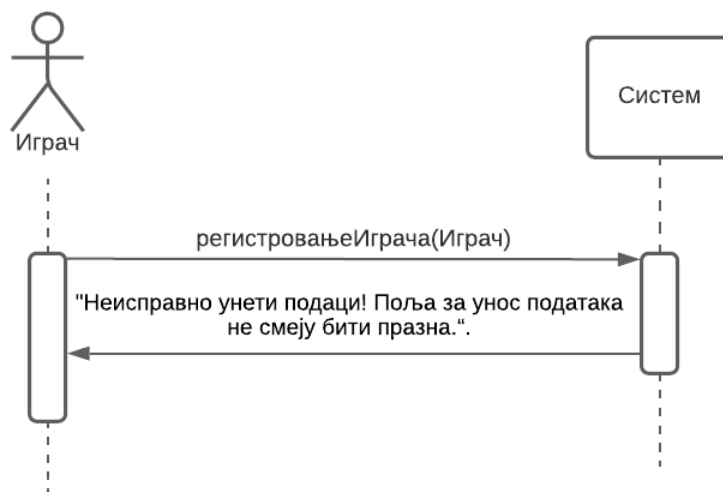 Играч
Систем
регистровањеИграча(Играч)
"Неисправно унети подаци! Поља за унос података
не смеју бити празна.“.